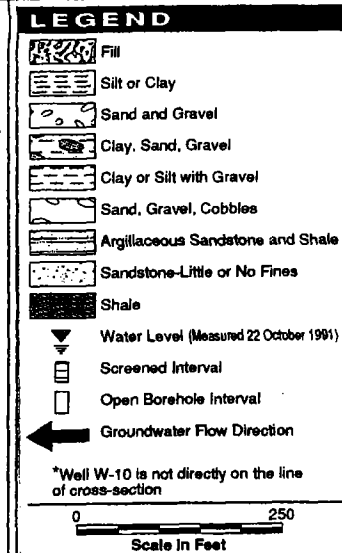 LEGEND
Fill
Silt or Clay
Sand and Gravel
Clay, Sand, Gravel
Clay or Silt with Gravel
Sand, Gravel, Cobbles
Argillaceous Sandstone and Shale
Sandstone-Little or No Fines
Shale
Water Level (Measured 22 October 1991)
Screened Interval
Open Borehole Interval
Groundwater Flow Direction
*Well W-10 is not directly on the line
of cross-section
0 250
Scale in Feet